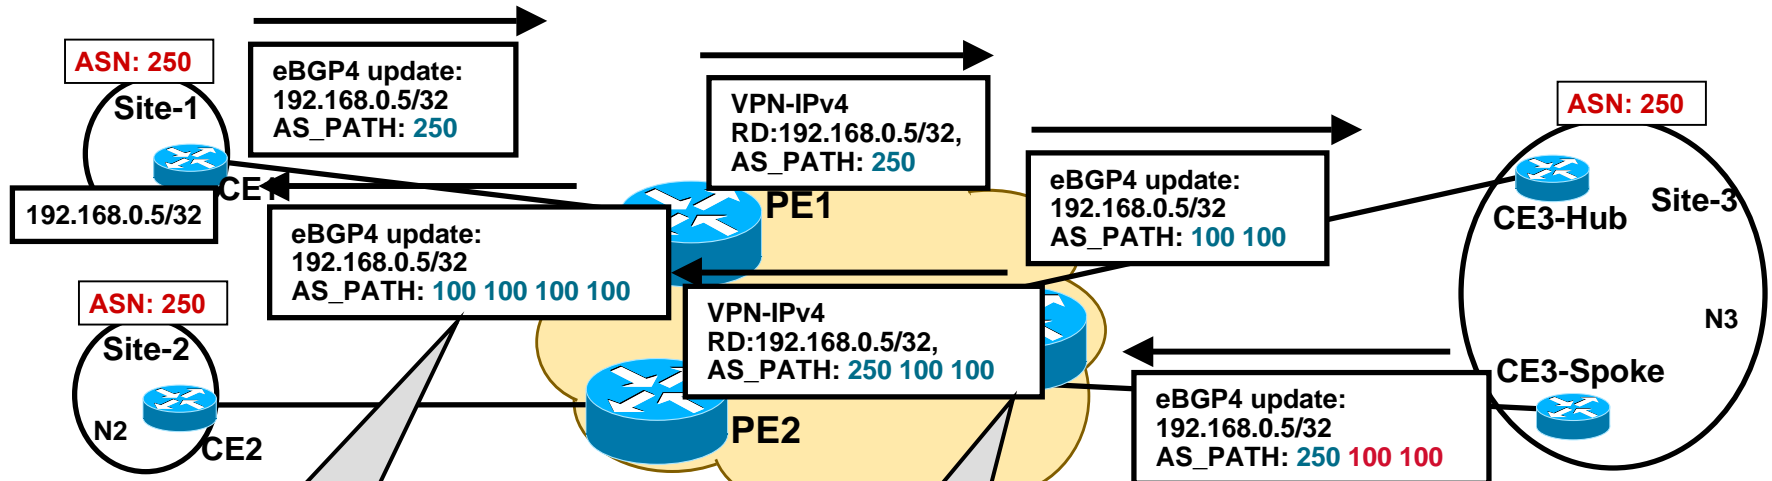 ASN: 250
Site-1
CE1
192.168.0.5/32
eBGP4 update:
192.168.0.5/32
AS_PATH: 250
VPN-IPv4
RD:192.168.0.5/32,
AS_PATH: 250
PE1
eBGP4 update:
192.168.0.5/32
AS_PATH: 100 100
ASN: 250
CE3-Hub
Site-3
N3
eBGP4 update:
192.168.0.5/32
AS_PATH: 100 100 100 100
VPN-IPv4
RD:192.168.0.5/32,
AS_PATH: 250 100 100
CE3-Spoke
eBGP4 update:
192.168.0.5/32
AS_PATH: 250 100 100
ASN: 250
Site-2
N2
CE2
PE2